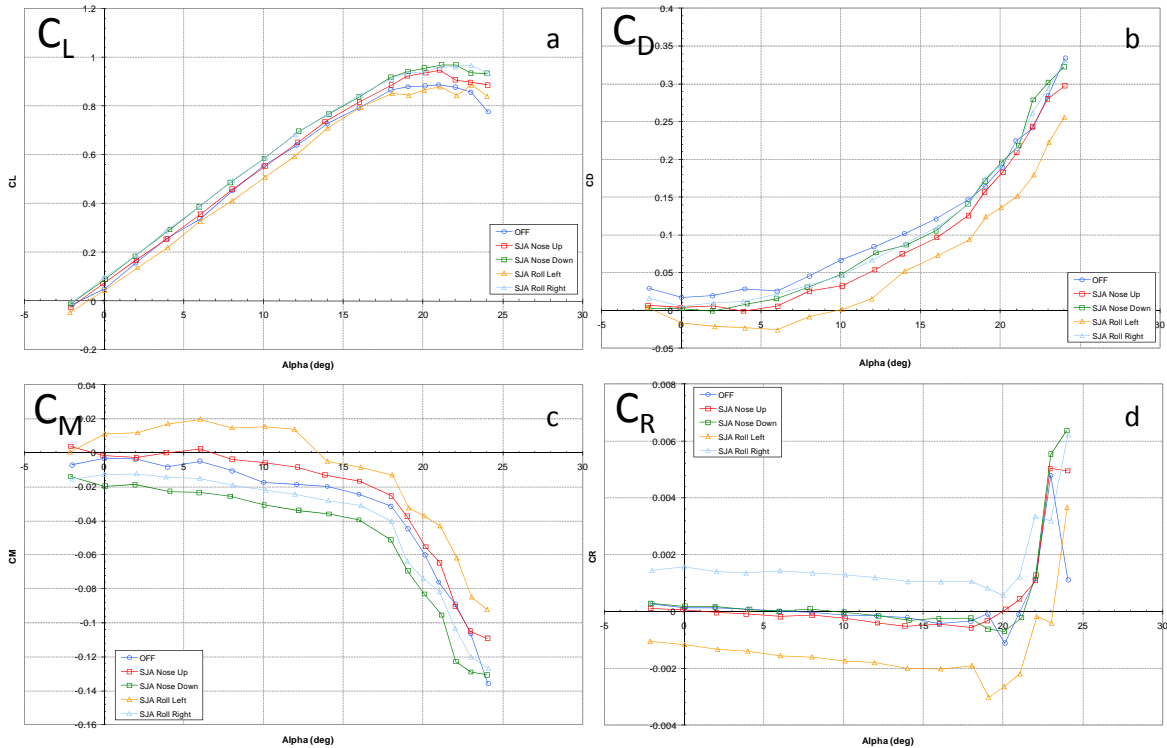 C_L
a
1.2
1
0.8
0.6
0.4
0.2
0
-0.2
-5 0 5 10 15 20 25 30
CL
Alpha (deg)
OFF
SJA Nose Up
SJA Nose Down
SJA Roll Left
SJA Roll Right
C_D
b
0.4
0.35
0.3
0.25
0.2
0.15
0.1
0.05
0
-0.05
-5 0 5 10 15 20 25 30
CD
Alpha (deg)
OFF
SJA Nose Up
SJA Nose Down
SJA Roll Left
SJA Roll Right
C_M
c
0.04
0.02
0
-0.02
-0.04
-0.06
-0.08
-0.1
-0.12
-0.14
-0.16
-5 0 5 10 15 20 25 30
CM
Alpha (deg)
OFF
SJA Nose Up
SJA Nose Down
SJA Roll Left
SJA Roll Right
C_R
d
0.008
0.006
0.004
0.002
0
-0.002
-0.004
-5 0 5 10 15 20 25 30
CR
Alpha (deg)
OFF
SJA Nose Up
SJA Nose Down
SJA Roll Left
SJA Roll Right